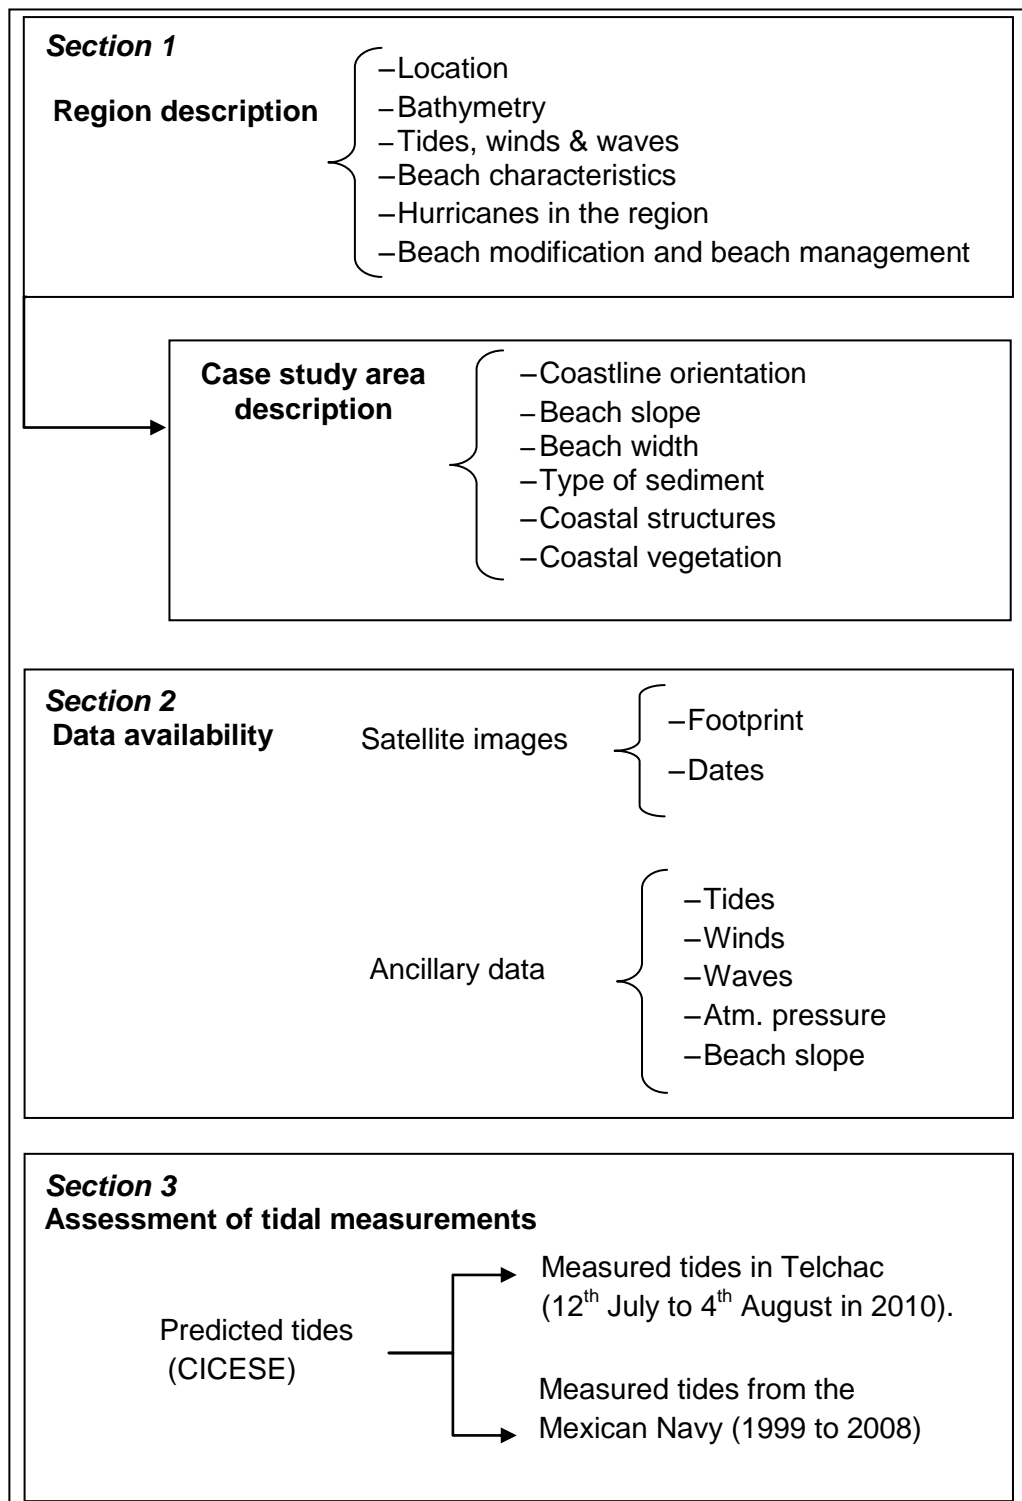 Section 1
Region description
–Location
–Bathymetry
–Tides, winds & waves
–Beach characteristics
–Hurricanes in the region
–Beach modification and beach management
Case study area
description
–Coastline orientation
–Beach slope
–Beach width
–Type of sediment
–Coastal structures
–Coastal vegetation
Section 2
Data availability
Satellite images
–Footprint
–Dates
Ancillary data
–Tides
–Winds
–Waves
–Atm. pressure
–Beach slope
Section 3
Assessment of tidal measurements
Predicted tides
(CICESE)
Measured tides in Telchac
(12th July to 4th August in 2010).
Measured tides from the
Mexican Navy (1999 to 2008)